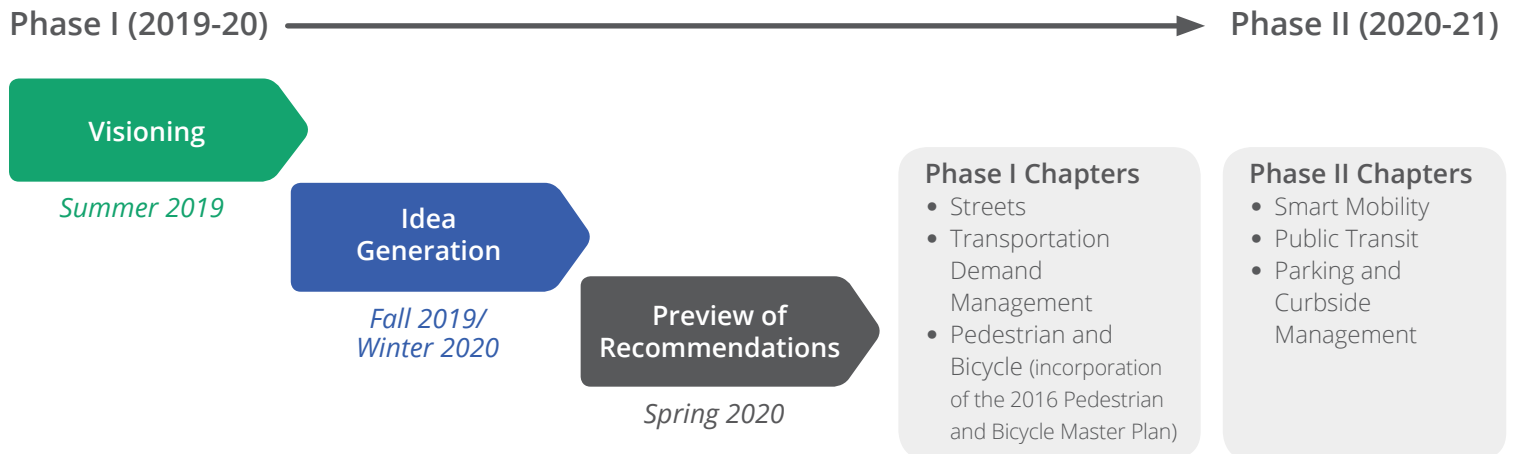 Phase I (2019-20)
Phase II (2020-21)
Visioning
Summer 2019
Idea
Generation
Fall 2019/
Winter 2020
Preview of
Recommendations
Spring 2020
Phase I Chapters
• Streets
• Transportation
Demand
Management
• Pedestrian and
Bicycle (incorporation
of the 2016 Pedestrian
and Bicycle Master Plan)
Phase II Chapters
• Smart Mobility
• Public Transit
• Parking and
Curbside
Management